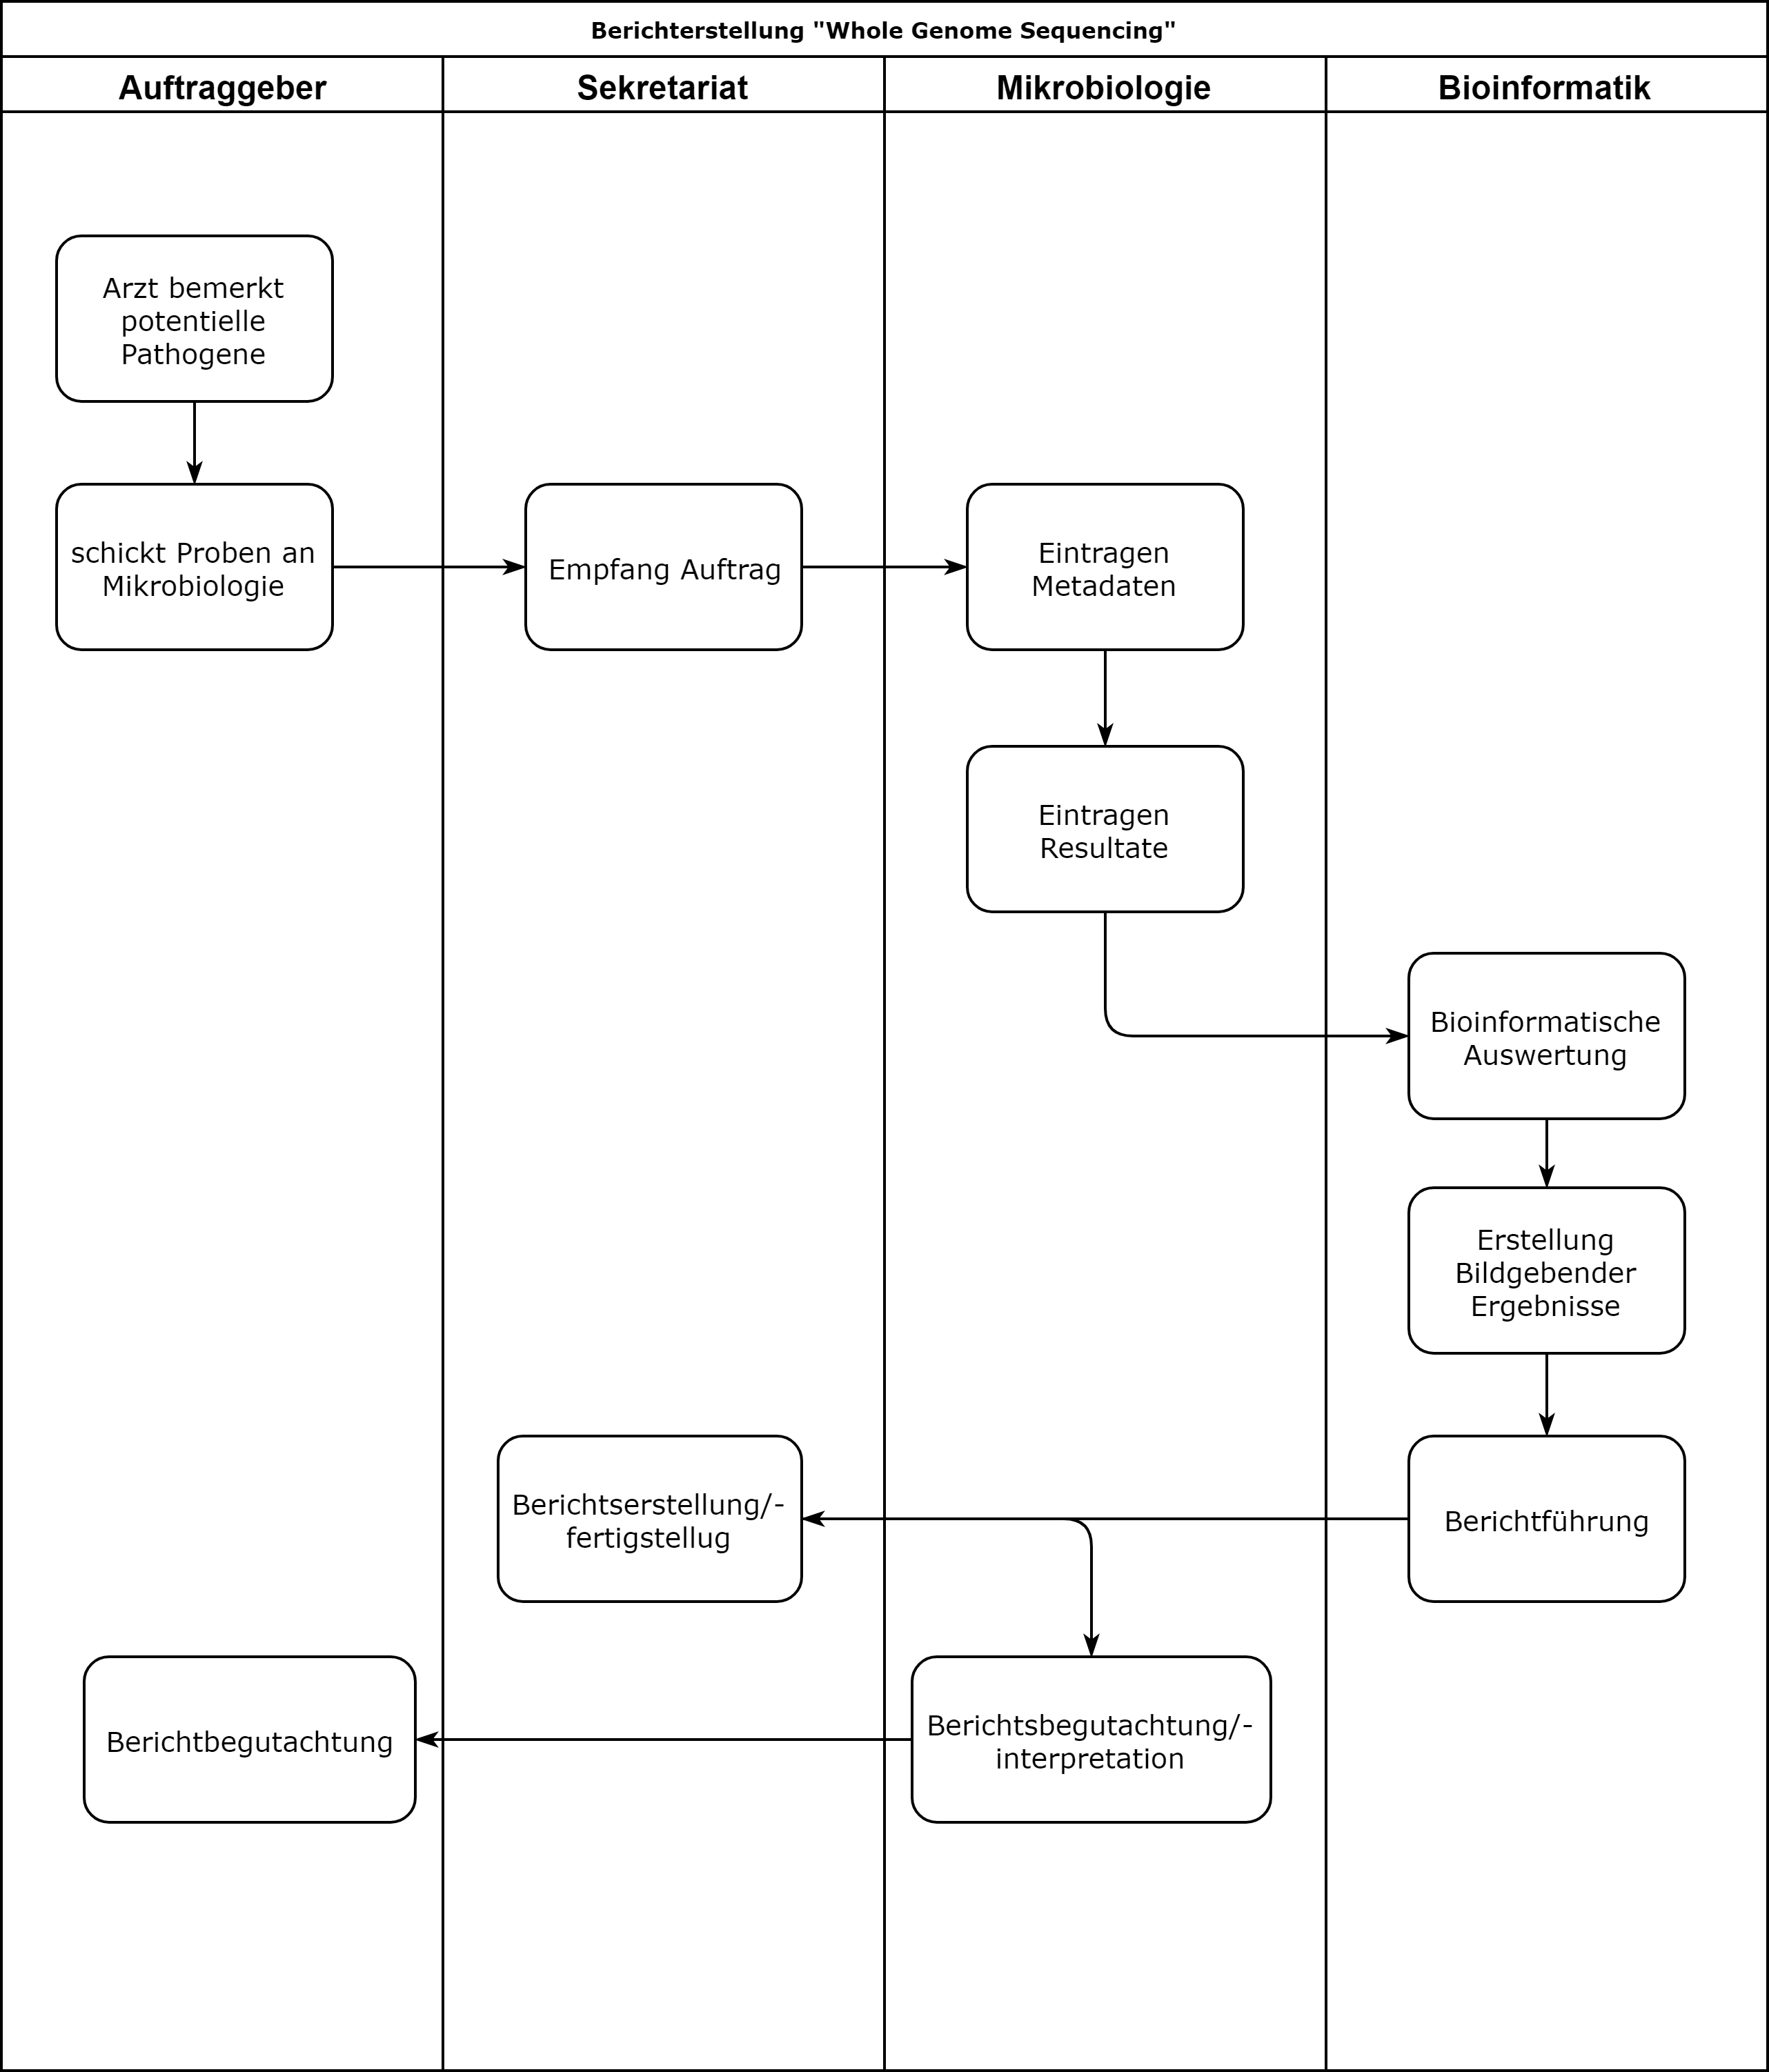 Berichterstellung "Whole Genome Sequencing"
Auftraggeber
Sekretariat
Mikrobiologie
Bioinformatik
Arzt bemerkt
potentielle
Pathogene
schickt Proben an
Mikrobiologie
Empfang Auftrag
Eintragen
Metadaten
Eintragen
Resultate
Bioinformatische
Auswertung
Erstellung
Bildgebender
Ergebnisse
Berichtführung
Berichtserstellung/-
fertigstellug
Berichtsbegutachtung/-
interpretation
Berichtbegutachtung